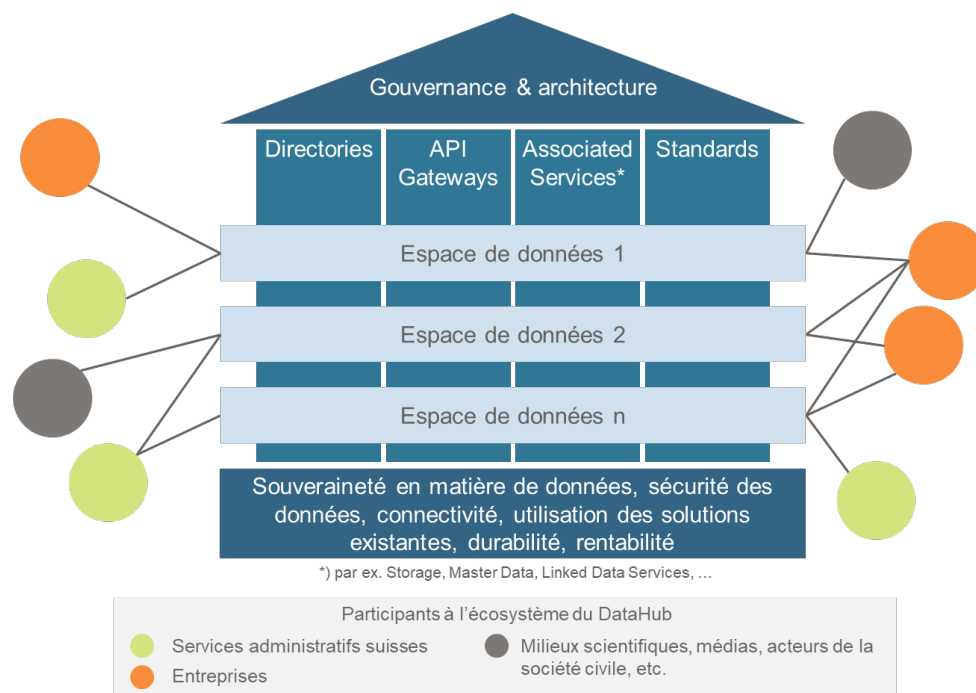 Gouvernance & architecture
Directories
API
Gateways
Associated
Services*
Standards
Espace de données 1
Espace de données 2
Espace de données n
Souveraineté en matière de données, sécurité des
données, connectivité, utilisation des solutions
existantes, durabilité, rentabilité
*) par ex. Storage, Master Data, Linked Data Services, …
Participants à l’écosystème du DataHub
Services administratifs suisses
Entreprises
Milieux scientifiques, médias, acteurs de la
société civile, etc.